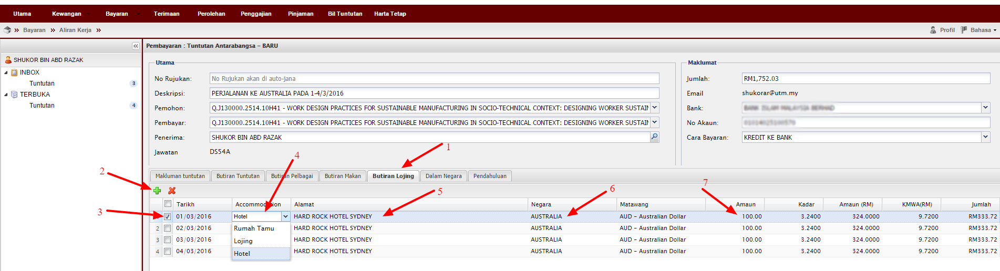 Utama Kewangan Bayaran Terimaan Perolehan Penggajian Pinjaman Bil Tuntutan Harta Tetap
Bayaran Aliran Kerja Profil Bahasa
Pembayaran : Tuntutan Antarabangsa - BARU
SHUKOR BIN ABD RAZAK
INBOX
Tuntutan 3
TERBUKA
Tuntutan 4
Utama
No Rujukan: No Rujukan akan di auto-jana
Deskripsi: PERJALANAN KE AUSTRALIA PADA 1-4/3/2016
Pemohon: Q.J130000.2514.10H41 - WORK DESIGN PRACTICES FOR SUSTAINABLE MANUFACTURING IN SOCIO-TECHNICAL CONTEXT: DESIGNING WORKER SUSTAIN
Pembayar: Q.J130000.2514.10H41 - WORK DESIGN PRACTICES FOR SUSTAINABLE MANUFACTURING IN SOCIO-TECHNICAL CONTEXT: DESIGNING WORKER SUSTAIN
Penerima: SHUKOR BIN ABD RAZAK
Jawatan DS54A
Maklumat
Jumlah: RM1,752.03
Email shukorar@utm.my
Bank:
No Akaun:
Cara Bayaran: KREDIT KE BANK
1
4
2
Makluman tuntutan Butiran Tuntutan Butiran Pelbagai Butiran Makan Butiran Lojing Dalam Negara Pendahuluan
5
6
7
3
Tarikh Accommodation Alamat Negara Matawang Amaun Kadar Amaun (RM) KMWA(RM) Jumlah
01/03/2016 Hotel HARD ROCK HOTEL SYDNEY AUSTRALIA AUD - Australian Dollar 100.00 3.2400 324.0000 9.7200 RM333.72
2 02/03/2016 Rumah Tamu HARD ROCK HOTEL SYDNEY AUSTRALIA AUD - Australian Dollar 100.00 3.2400 324.0000 9.7200 RM333.72
3 03/03/2016 Lojing HARD ROCK HOTEL SYDNEY AUSTRALIA AUD - Australian Dollar 100.00 3.2400 324.0000 9.7200 RM333.72
4 04/03/2016 Hotel HARD ROCK HOTEL SYDNEY AUSTRALIA AUD - Australian Dollar 100.00 3.2400 324.0000 9.7200 RM333.72